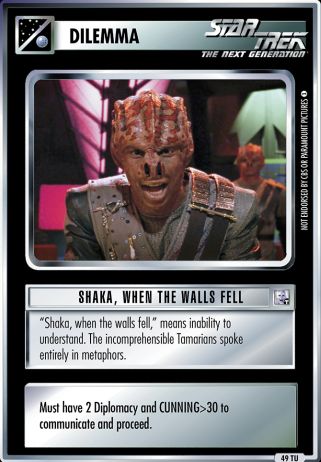 DILEMMA
STAR TREK
THE NEXT GENERATION®
NOT ENDORSED BY CBS OR PARAMOUNT PICTURES
SHAKA, WHEN THE WALLS FELL
“Shaka, when the walls fell,” means inability to
understand. The incomprehensible Tamarians spoke
entirely in metaphors.
Must have 2 Diplomacy and CUNNING>30 to
communicate and proceed.
49 TU